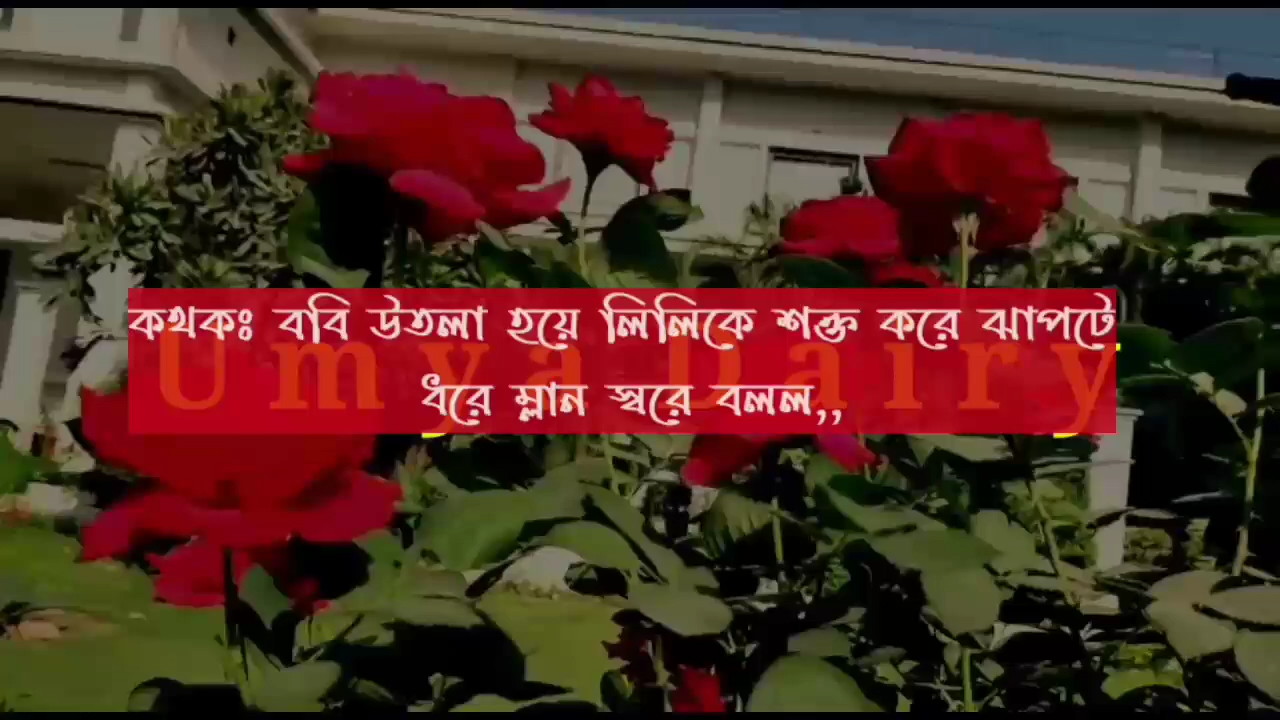 কথকঃ ববি উতলা হয়ে লিলিকে শক্ত করে ঝাপটে
ধরে ম্লান স্বরে বলল,,
Umya Dairy